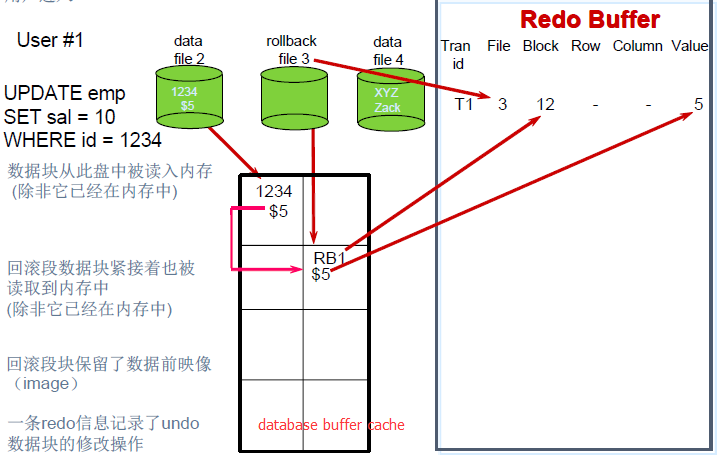 Redo Buffer
User #1
data
file 2
rollback
file 3
data
file 4
Tran
id
File
Block
Row
Column
Value
1234
$5
XYZ
Zack
T1
3
12
-
-
5
UPDATE emp
SET sal = 10
WHERE id = 1234
数据块从此盘中被读入内存
(除非它已经在内存中)
1234
$5
RB1
$5
回滚段数据块紧接着也被
读取到内存中
(除非它已经在内存中)
回滚段块保留了数据前映像
（image）
一条redo信息记录了undo
数据块的修改操作
database buffer cache